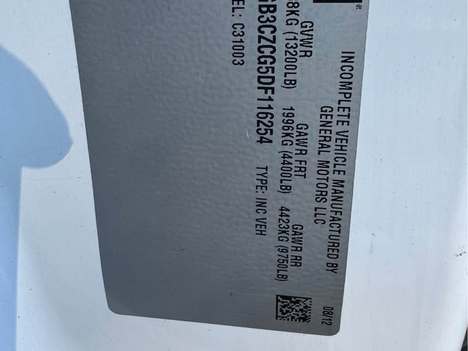 INCOMPLETE VEHICLE MANUFACTURED BY
GENERAL MOTORS LLC
08/12
GVWR
GAWR FRT
GAWR RR
8KG (13200LB)
1996KG (4400LB)
4423KG (9750LB)
GB3CZCG5DF116254
TYPE: INC VEH
EL: C31003